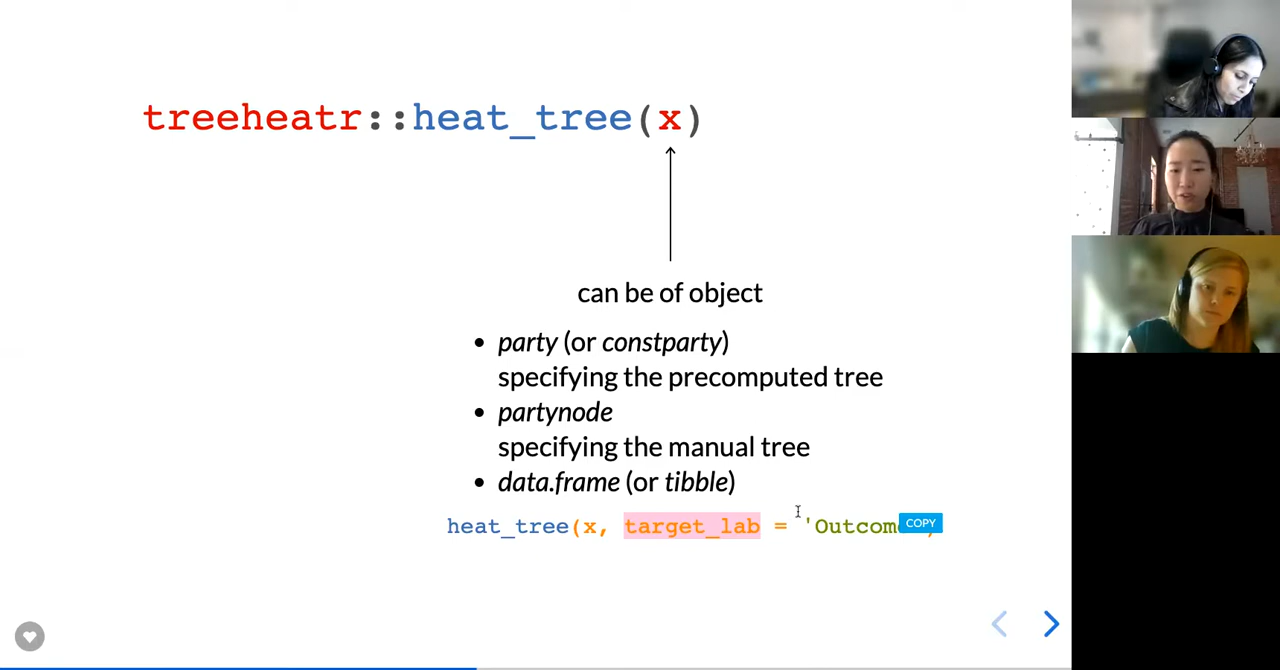 treeheatr::heat_tree(x)
can be of object
• party (or constparty)
specifying the precomputed tree
• partynode
specifying the manual tree
• data.frame (or tibble)
heat_tree(x, target_lab = 'Outcom
COPY